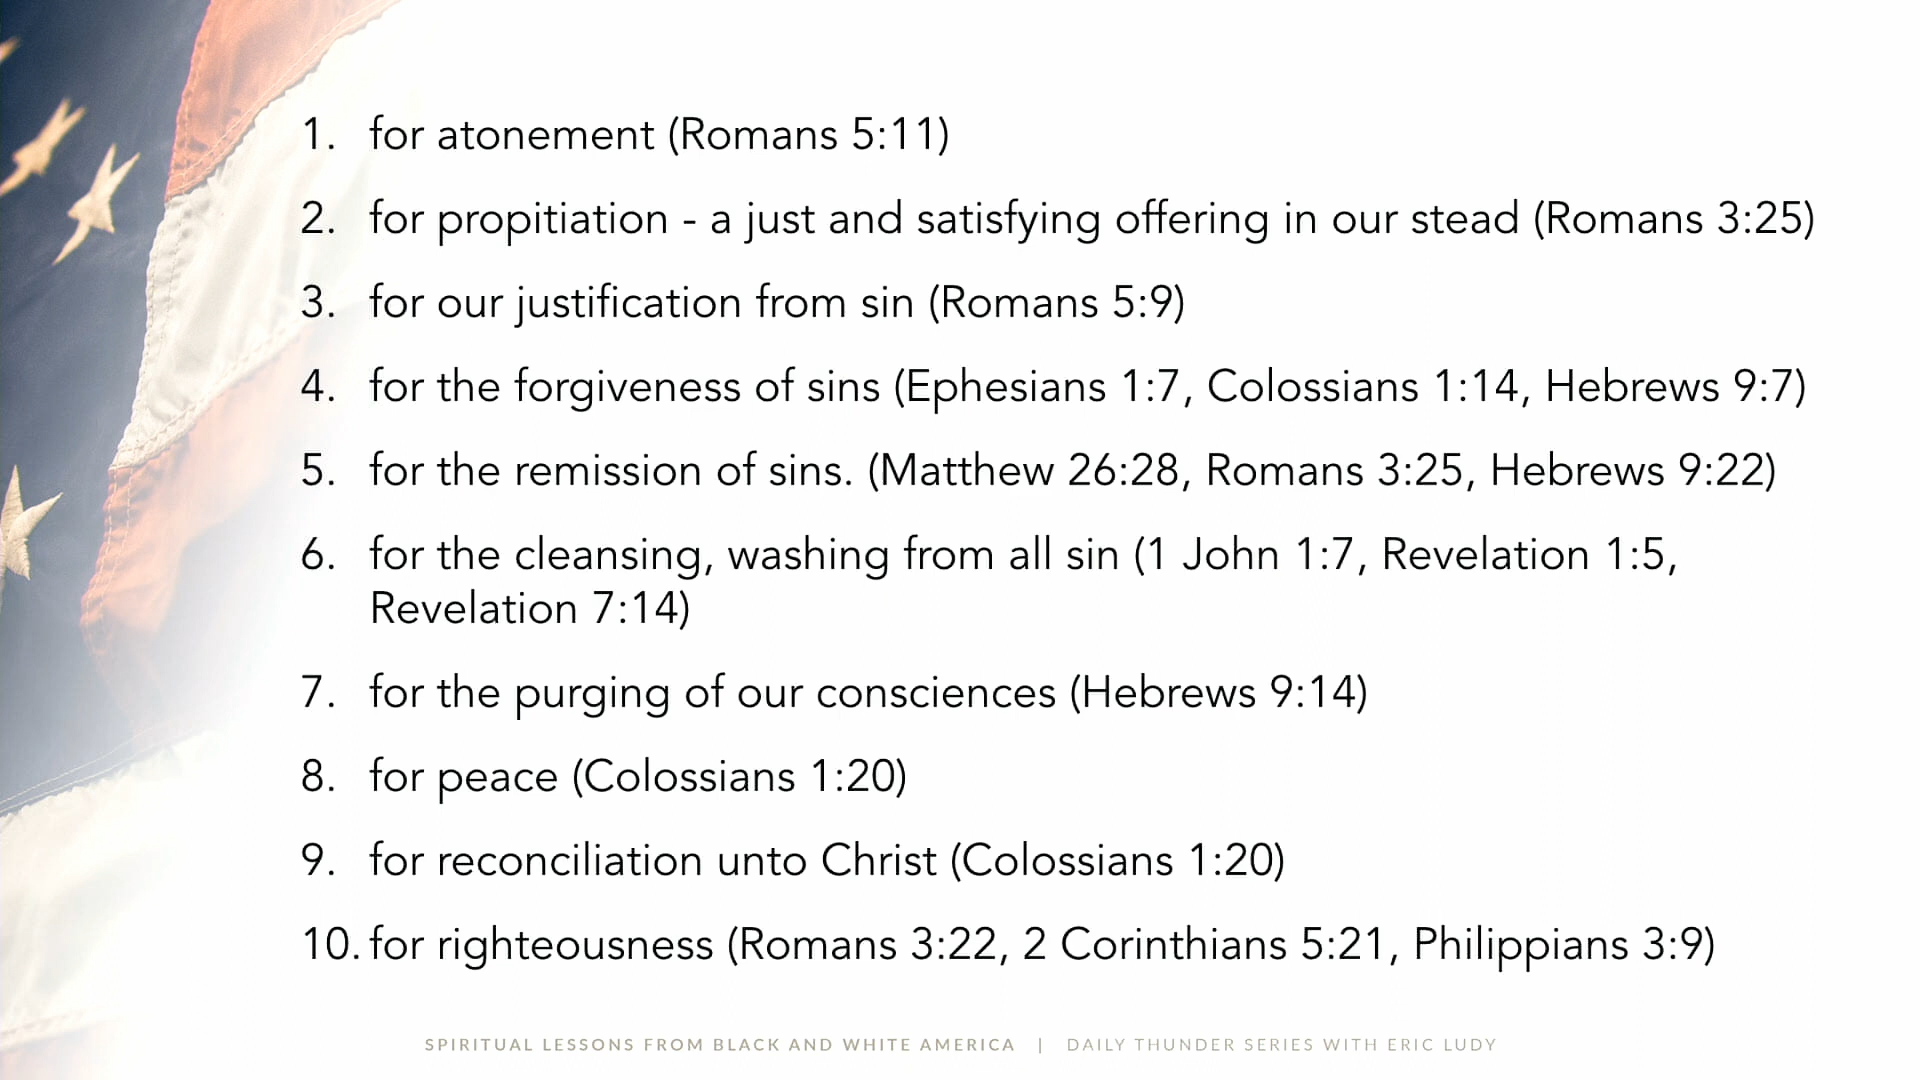 1. for atonement (Romans 5:11)
2. for propitiation - a just and satisfying offering in our stead (Romans 3:25)
3. for our justification from sin (Romans 5:9)
4. for the forgiveness of sins (Ephesians 1:7, Colossians 1:14, Hebrews 9:7)
5. for the remission of sins. (Matthew 26:28, Romans 3:25, Hebrews 9:22)
6. for the cleansing, washing from all sin (1 John 1:7, Revelation 1:5,
Revelation 7:14)
7. for the purging of our consciences (Hebrews 9:14)
8. for peace (Colossians 1:20)
9. for reconciliation unto Christ (Colossians 1:20)
10. for righteousness (Romans 3:22, 2 Corinthians 5:21, Philippians 3:9)
SPIRITUAL LESSONS FROM BLACK AND WHITE AMERICA | DAILY THUNDER SERIES WITH ERIC LUDY